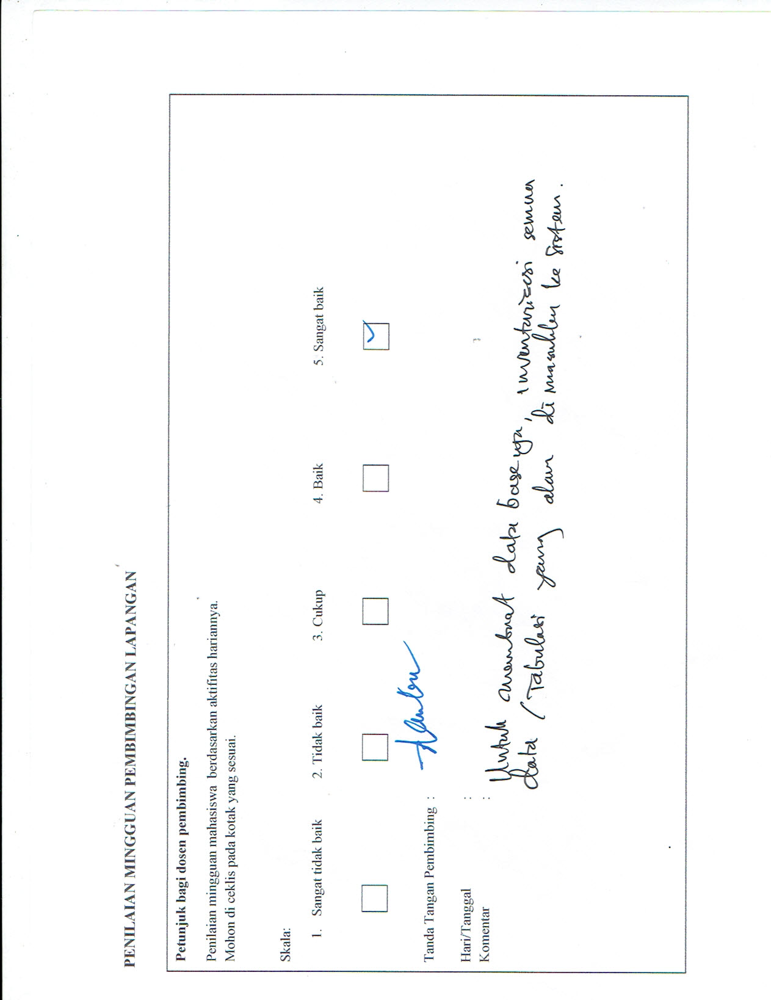 PENILAIAN MINGGUAN PEMBIMBINGAN LAPANGAN
Petunjuk bagi dosen pembimbing.
Penilaian mingguan mahasiswa berdasarkan aktifitas hariannya.
Mohon di ceklis pada kotak yang sesuai.
Skala:
1. Sangat tidak baik 2. Tidak baik 3. Cukup 4. Baik 5. Sangat baik
Tanda Tangan Pembimbing :
Hari/Tanggal :
Komentar : Untuk membuat data base, inventarisasi semua
data / Tabulasi yang akan di masukkan ke sistem.